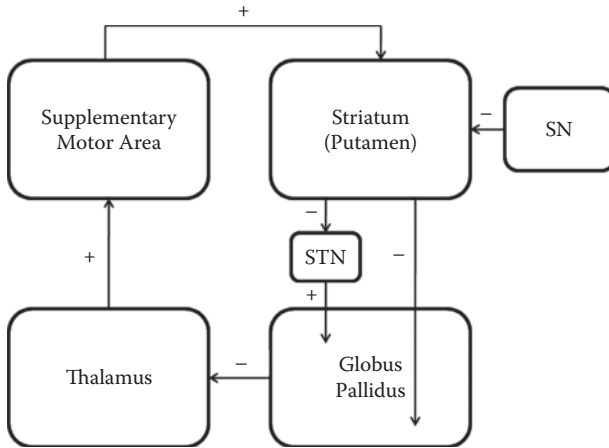 +
Supplementary
Motor Area
Striatum
(Putamen)
−
SN
−
STN
−
+
+
Thalamus
−
Globus
Pallidus